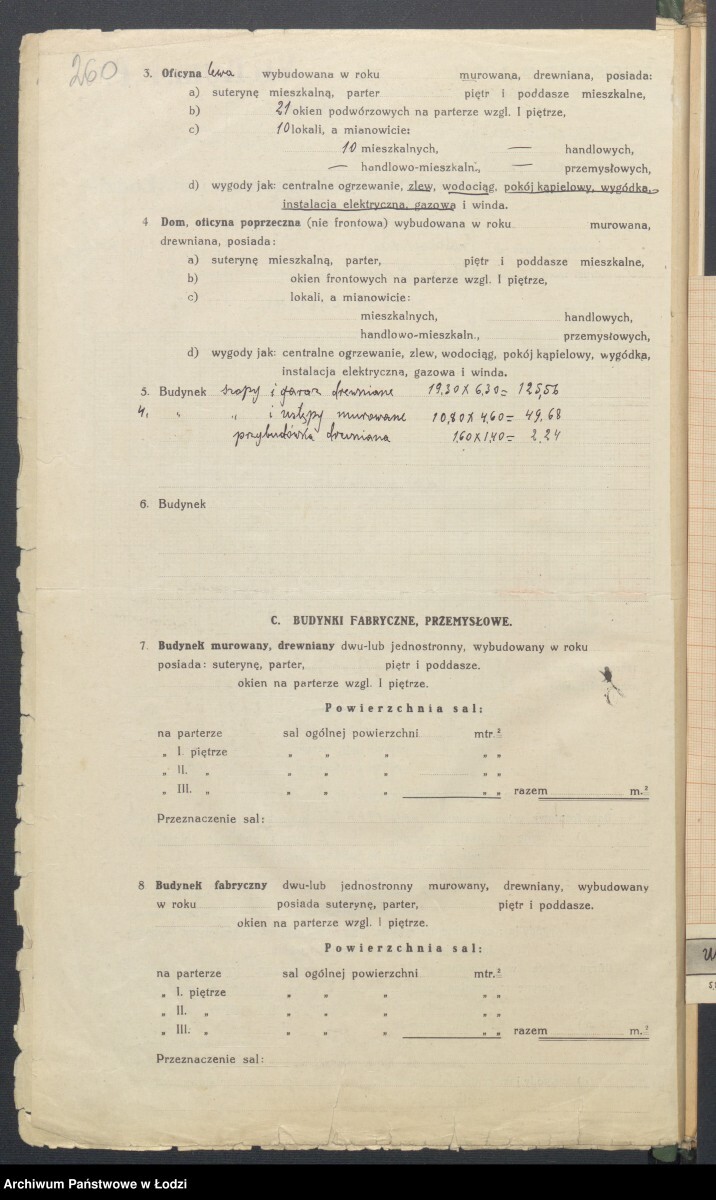 260
3. Oficyna lewa wybudowana w roku murowana, drewniana, posiada:
a) suterynę mieszkalną, parter piętr i poddasze mieszkalne,
b) 21 okien podwórzowych na parterze wzgl. I piętrze,
c) 10 lokali, a mianowicie:
10 mieszkalnych, — handlowych,
— handlowo-mieszkaln., — przemysłowych,
d) wygody jak: centralne ogrzewanie, zlew, wodociąg, pokój kąpielowy, wygódka,
instalacja elektryczna, gazowa i winda.
4 Dom, oficyna poprzeczna (nie frontowa) wybudowana w roku murowana,
drewniana, posiada:
a) suterynę mieszkalną, parter, piętr i poddasze mieszkalne,
b) okien frontowych na parterze wzgl. I piętrze,
c) lokali, a mianowicie:
mieszkalnych, handlowych,
handlowo-mieszkaln., przemysłowych,
d) wygody jak: centralne ogrzewanie, zlew, wodociąg, pokój kąpielowy, wygódka,
instalacja elektryczna, gazowa i winda.
5. Budynek szopy i garaż drewniane 19.30 X 6,30 = 125,56
4. " " i ustępy murowane 10.80 X 4.60 = 49.68
przybudówka drewniana 1.60 X 1.40 = 2.24
6. Budynek
C. BUDYNKI FABRYCZNE, PRZEMYSŁOWE.
7. Budynek murowany, drewniany dwu-lub jednostronny, wybudowany w roku
posiada: suterynę, parter, piętr i poddasze.
okien na parterze wzgl. I piętrze.
Powierzchnia sal:
na parterze sal ogólnej powierzchni mtr.²
" I. piętrze " " " " "
" II. " " " " " "
" III. " " " " " " razem m.²
Przeznaczenie sal:
8 Budynek fabryczny dwu-lub jednostronny murowany, drewniany, wybudowany
w roku posiada suterynę, parter, piętr i poddasze.
okien na parterze wzgl. I piętrze.
Powierzchnia sal:
na parterze sal ogólnej powierzchni mtr.²
" I. piętrze " " " " "
" II. " " " " " "
" III. " " " " " " razem m.²
Przeznaczenie sal:
Archiwum Państwowe w Łodzi